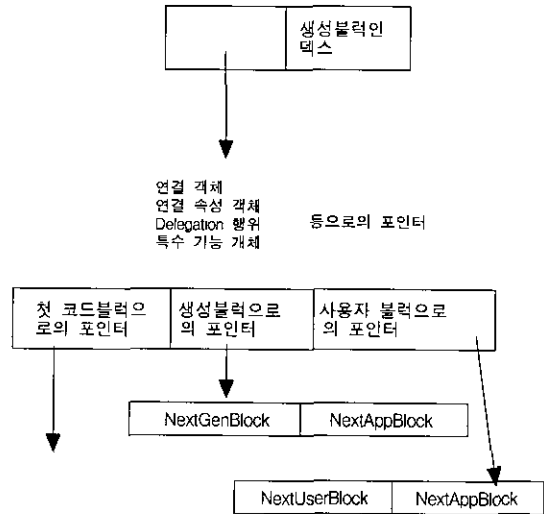 생성불럭인
덱스
연결 객체
연결 속성 객체
Delegation 행위
특수 기능 개체
등으로의 포인터
첫 코드블럭으
로의 포인터
생성블럭으로
의 포인터
사용자 불럭으로
의 포안터
NextGenBlock
NextAppBlock
NextUserBlock
NextAppBlock